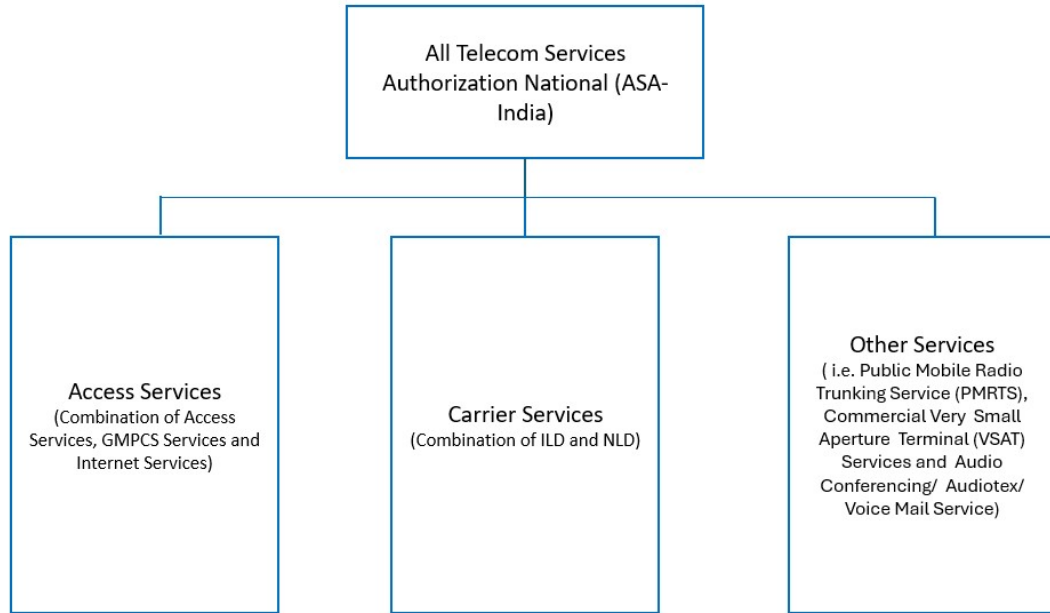 All Telecom Services
Authorization National (ASA-
India)
Access Services
(Combination of Access
Services, GMPCS Services and
Internet Services)
Carrier Services
(Combination of ILD and NLD)
Other Services
( i.e. Public Mobile Radio
Trunking Service (PMRTS),
Commercial Very Small
Aperture Terminal (VSAT)
Services and Audio
Conferencing/ Audiotex/
Voice Mail Service)